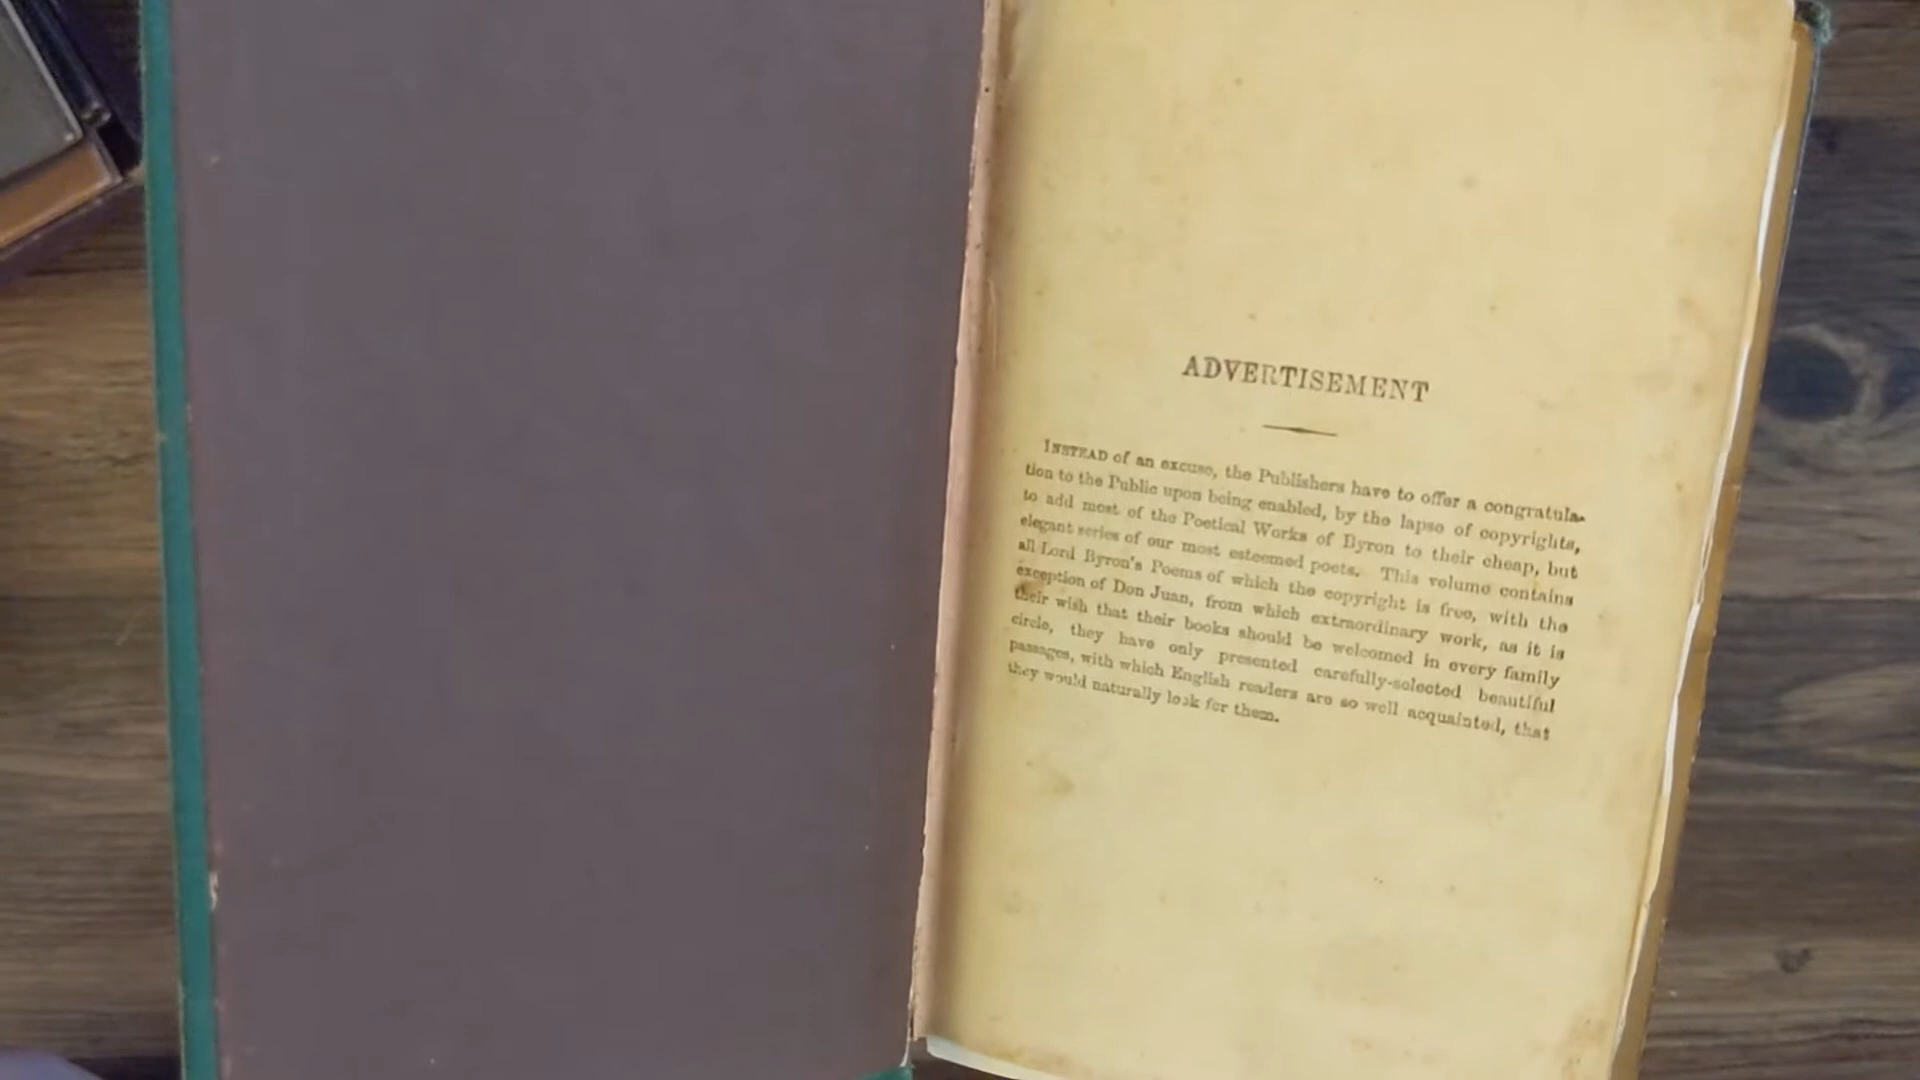 ADVERTISEMENT
INSTEAD of an excuse, the Publishers have to offer a congratula-
tion to the Public upon being enabled, by the lapse of copyrights,
to add most of the Poetical Works of Byron to their cheap, but
elegant series of our most esteemed poets. This volume contains
all Lord Byron's Poems of which the copyright is free, with the
exception of Don Juan, from which extraordinary work, as it is
their wish that their books should be welcomed in every family
circle, they have only presented carefully-selected beautiful
passages, with which English readers are so well acquainted, that
they would naturally look for them.